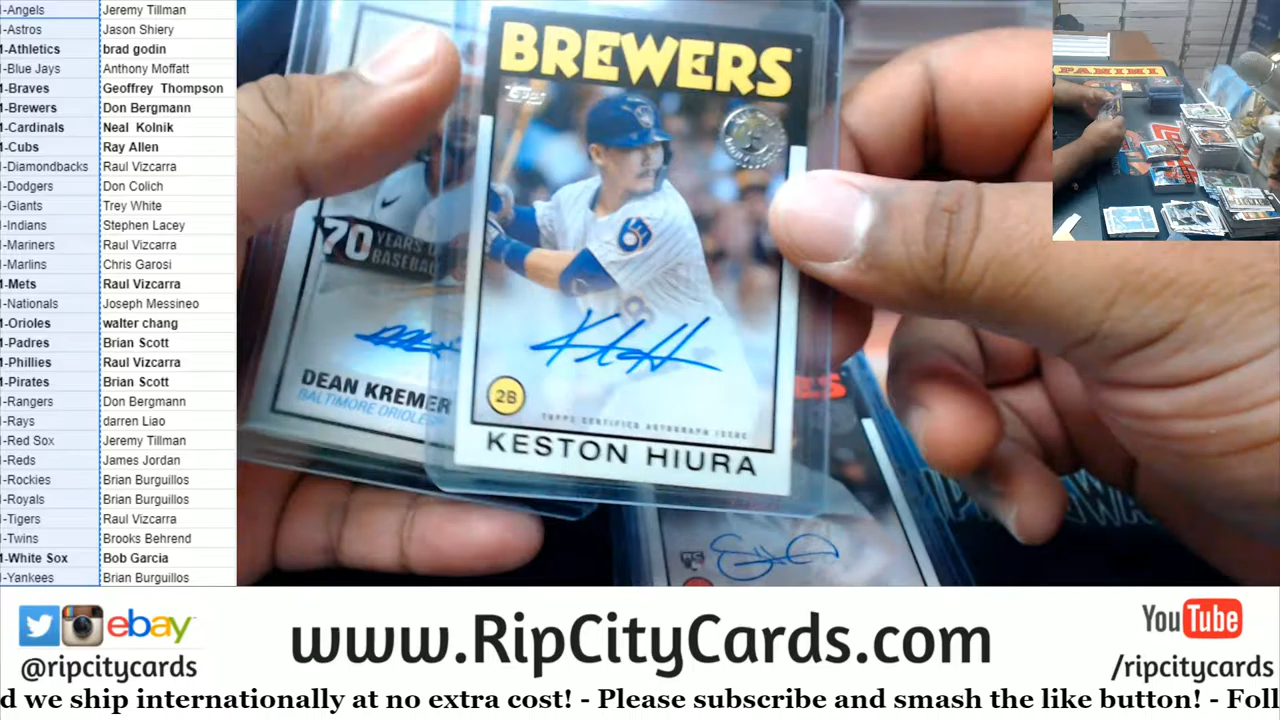 -Angels Jeremy Tillman
-Astros Jason Shiery
-Athletics brad godin
-Blue Jays Anthony Moffatt
-Braves Geoffrey Thompson
-Brewers Don Bergmann
-Cardinals Neal Kolnik
-Cubs Ray Allen
-Diamondbacks Raul Vizcarra
-Dodgers Don Colich
-Giants Trey White
-Indians Stephen Lacey
-Mariners Raul Vizcarra
-Marlins Chris Garosi
-Mets Raul Vizcarra
-Nationals Joseph Messineo
-Orioles walter chang
-Padres Brian Scott
-Phillies Raul Vizcarra
-Pirates Brian Scott
-Rangers Don Bergmann
-Rays darren Liao
-Red Sox Jeremy Tillman
-Reds James Jordan
-Rockies Brian Burguillos
-Royals Brian Burguillos
-Tigers Raul Vizcarra
-Twins Brooks Behrend
-White Sox Bob Garcia
-Yankees Brian Burguillos
BREWERS
TOPPS
2B
TOPPS CERTIFIED AUTOGRAPH ISSUE
KESTON HIURA
70 YEARS OF
BASEBALL
DEAN KREMER
BALTIMORE ORIOLES
RC
PANINI
ebay
@ripcitycards
www.RipCityCards.com
YouTube
/ripcitycards
d we ship internationally at no extra cost! - Please subscribe and smash the like button! - Foll